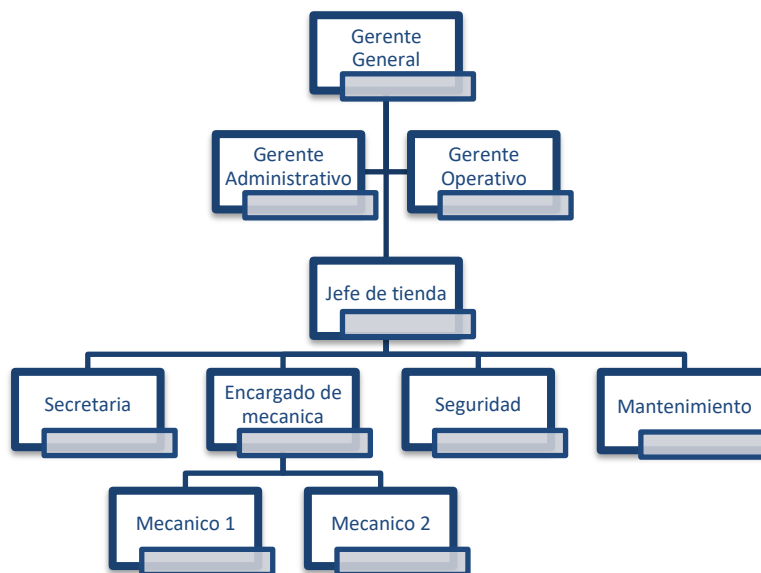 Gerente
General
Gerente
Administrativo
Gerente
Operativo
Jefe de tienda
Secretaria
Encargado de
mecanica
Seguridad
Mantenimiento
Mecanico 1
Mecanico 2